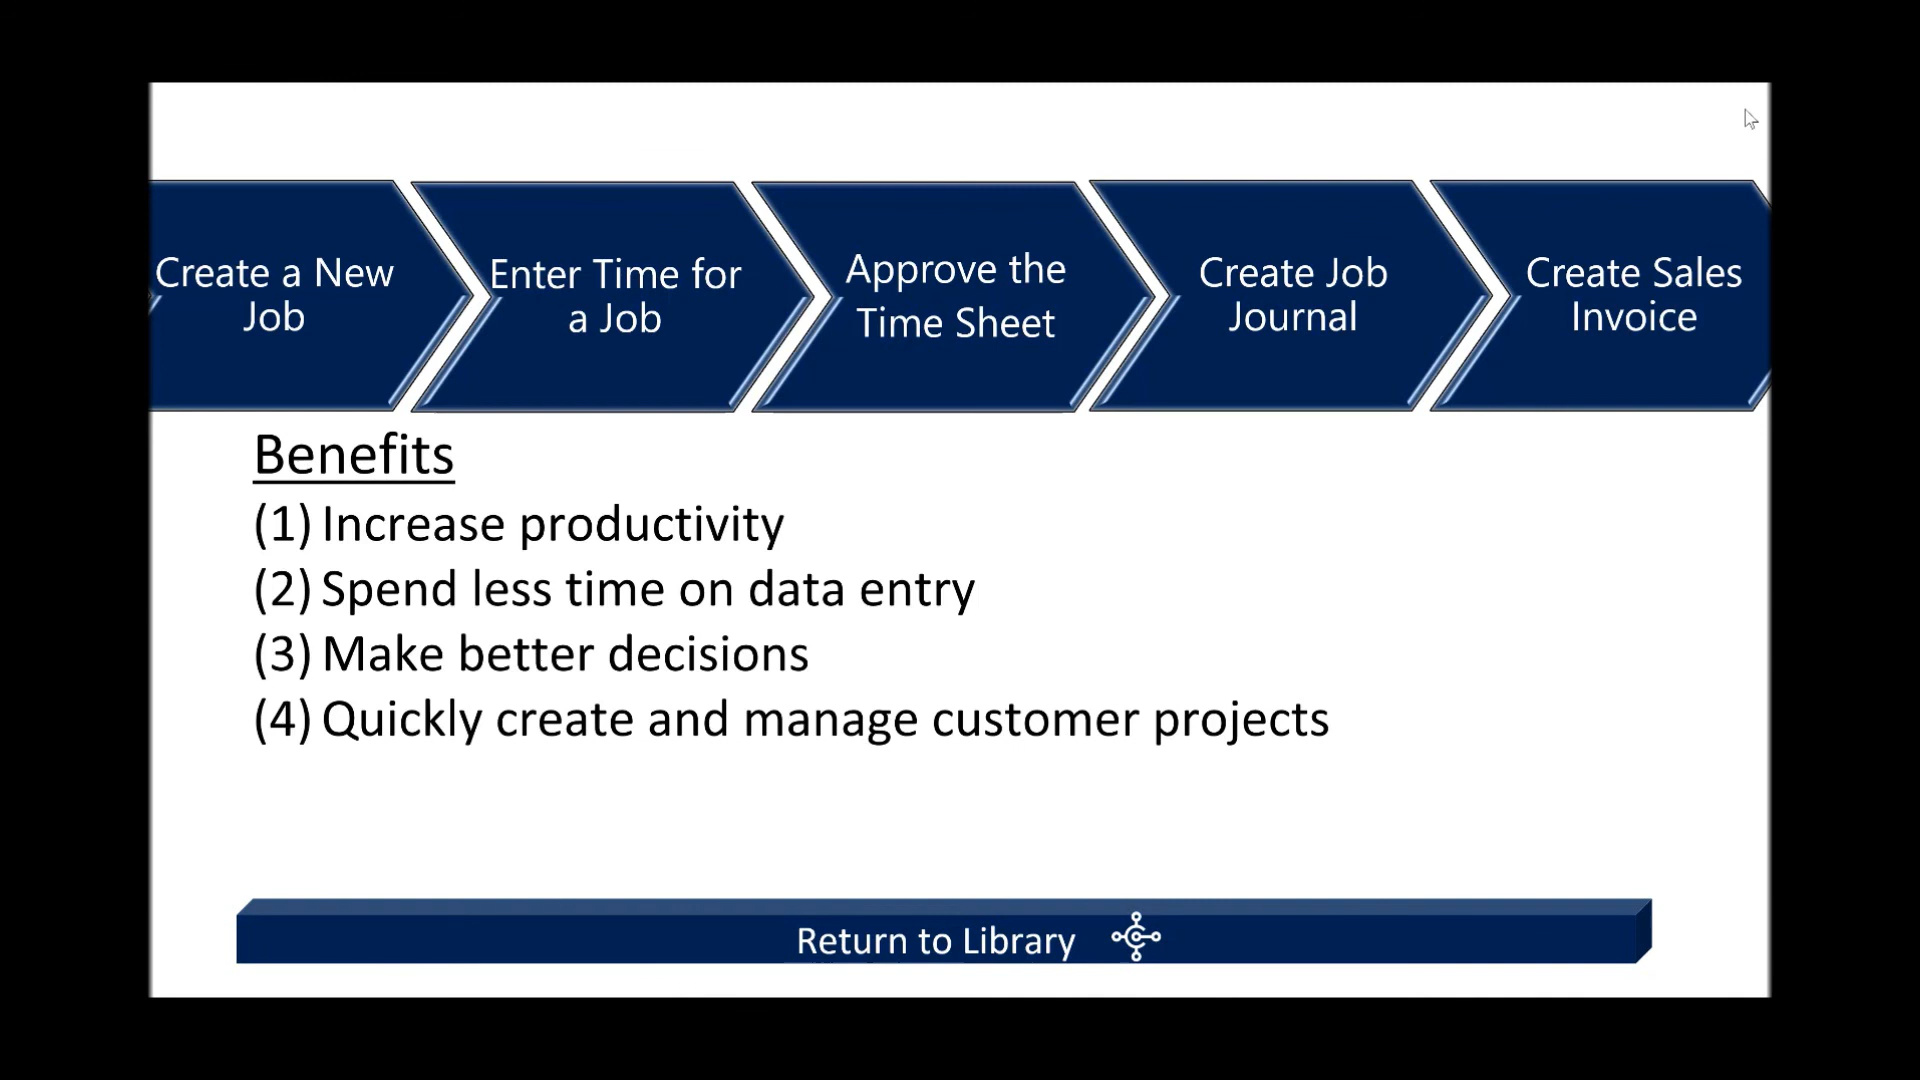 Create a New
Job
Enter Time for
a Job
Approve the
Time Sheet
Create Job
Journal
Create Sales
Invoice
Benefits
(1) Increase productivity
(2) Spend less time on data entry
(3) Make better decisions
(4) Quickly create and manage customer projects
Return to Library